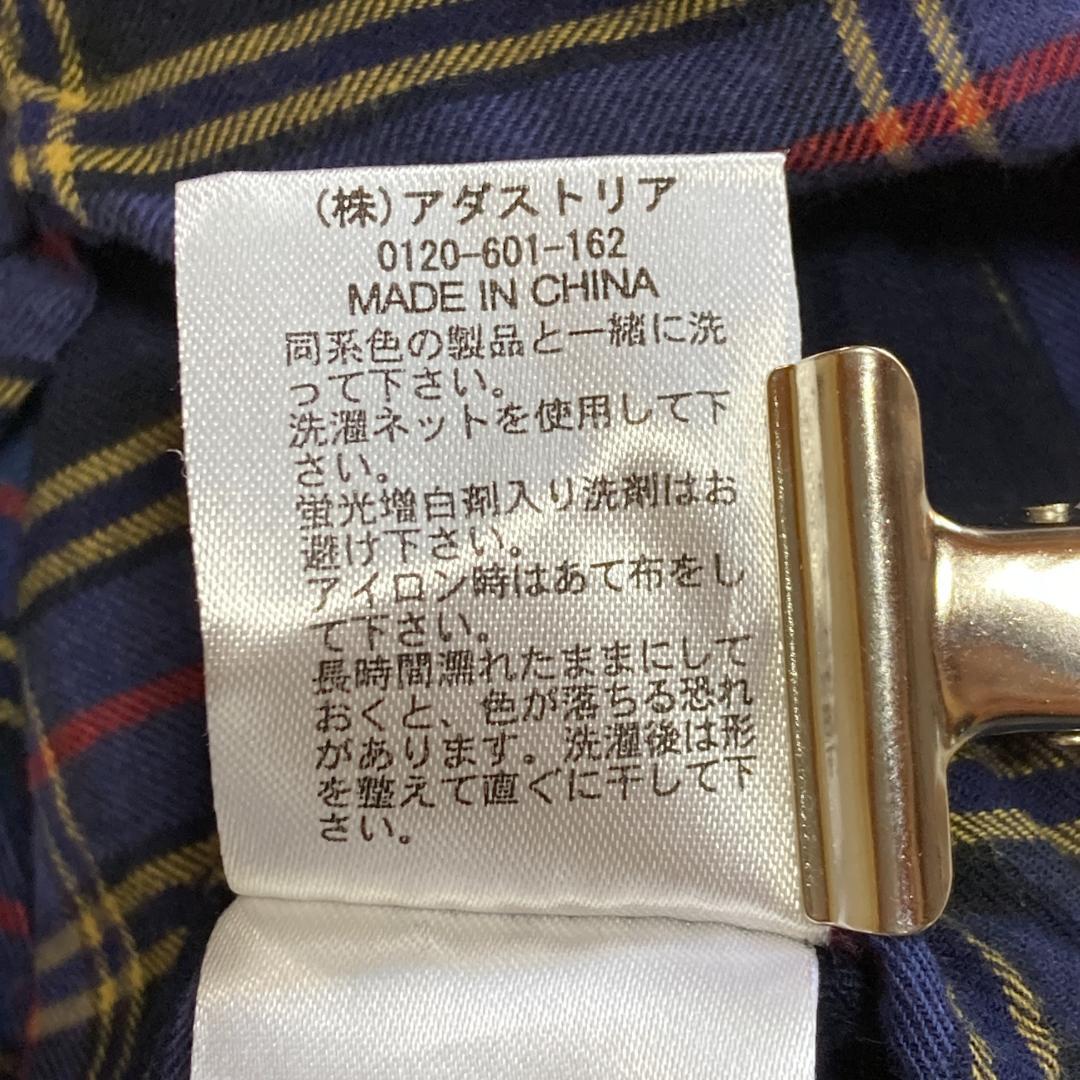 (株)アダストリア
0120-601-162
MADE IN CHINA
同系色の製品と一緒に洗
って下さい。
洗濯ネットを使用して下
さい。
蛍光増白剤入り洗剤はお
避け下さい。
アイロン時はあて布をし
て下さい。
長時間濡れたままにして
おくと、色が落ちる恐れ
があります。洗濯後は形
を整えて直ぐに干して下
さい。